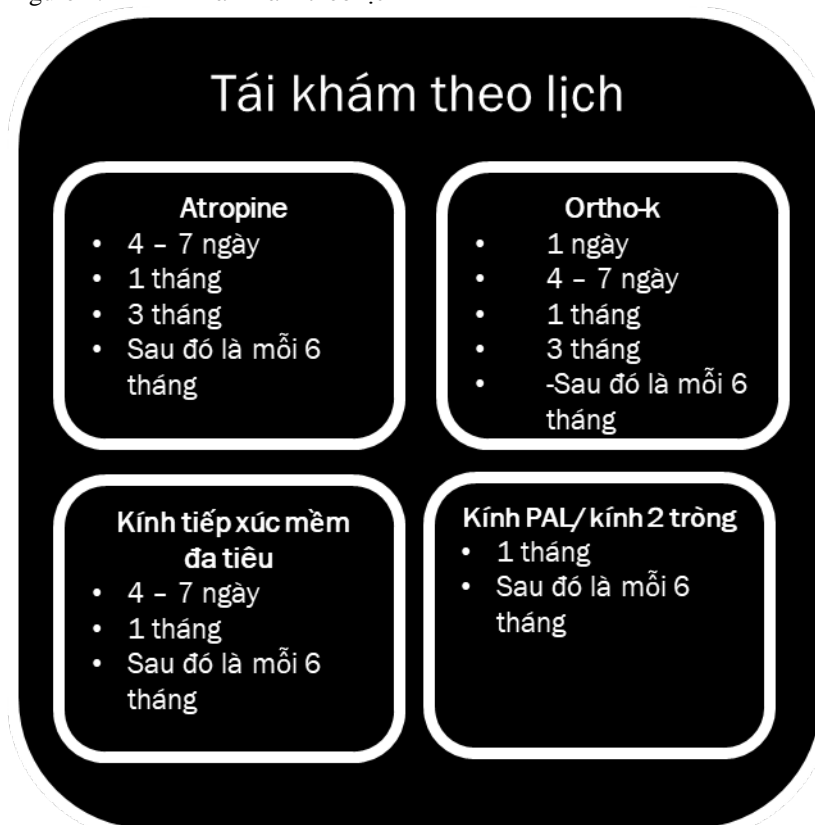 Tái khám theo lịch
Atropine
• 4 – 7 ngày
• 1 tháng
• 3 tháng
• Sau đó là mỗi 6
tháng
Ortho-k
• 1 ngày
• 4 – 7 ngày
• 1 tháng
• 3 tháng
• -Sau đó là mỗi 6
tháng
Kính tiếp xúc mềm
đa tiêu
• 4 – 7 ngày
• 1 tháng
• Sau đó là mỗi 6
tháng
Kính PAL/ kính 2 tròng
• 1 tháng
• Sau đó là mỗi 6
tháng